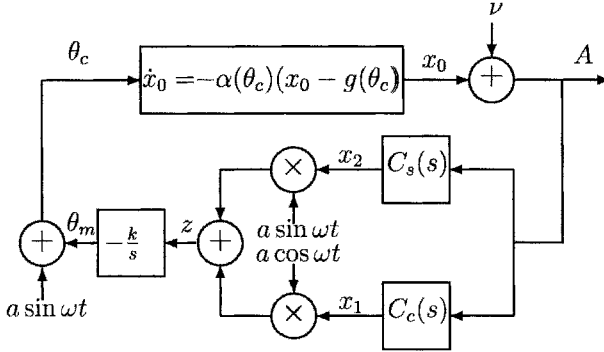 ν
θ_c
ẋ_0 = -α(θ_c)(x_0 - g(θ_c)
x_0
+
A
×
x_2
C_s(s)
a sin ωt
a cos ωt
+
θ_m
-k/s
z
+
a sin ωt
×
x_1
C_c(s)